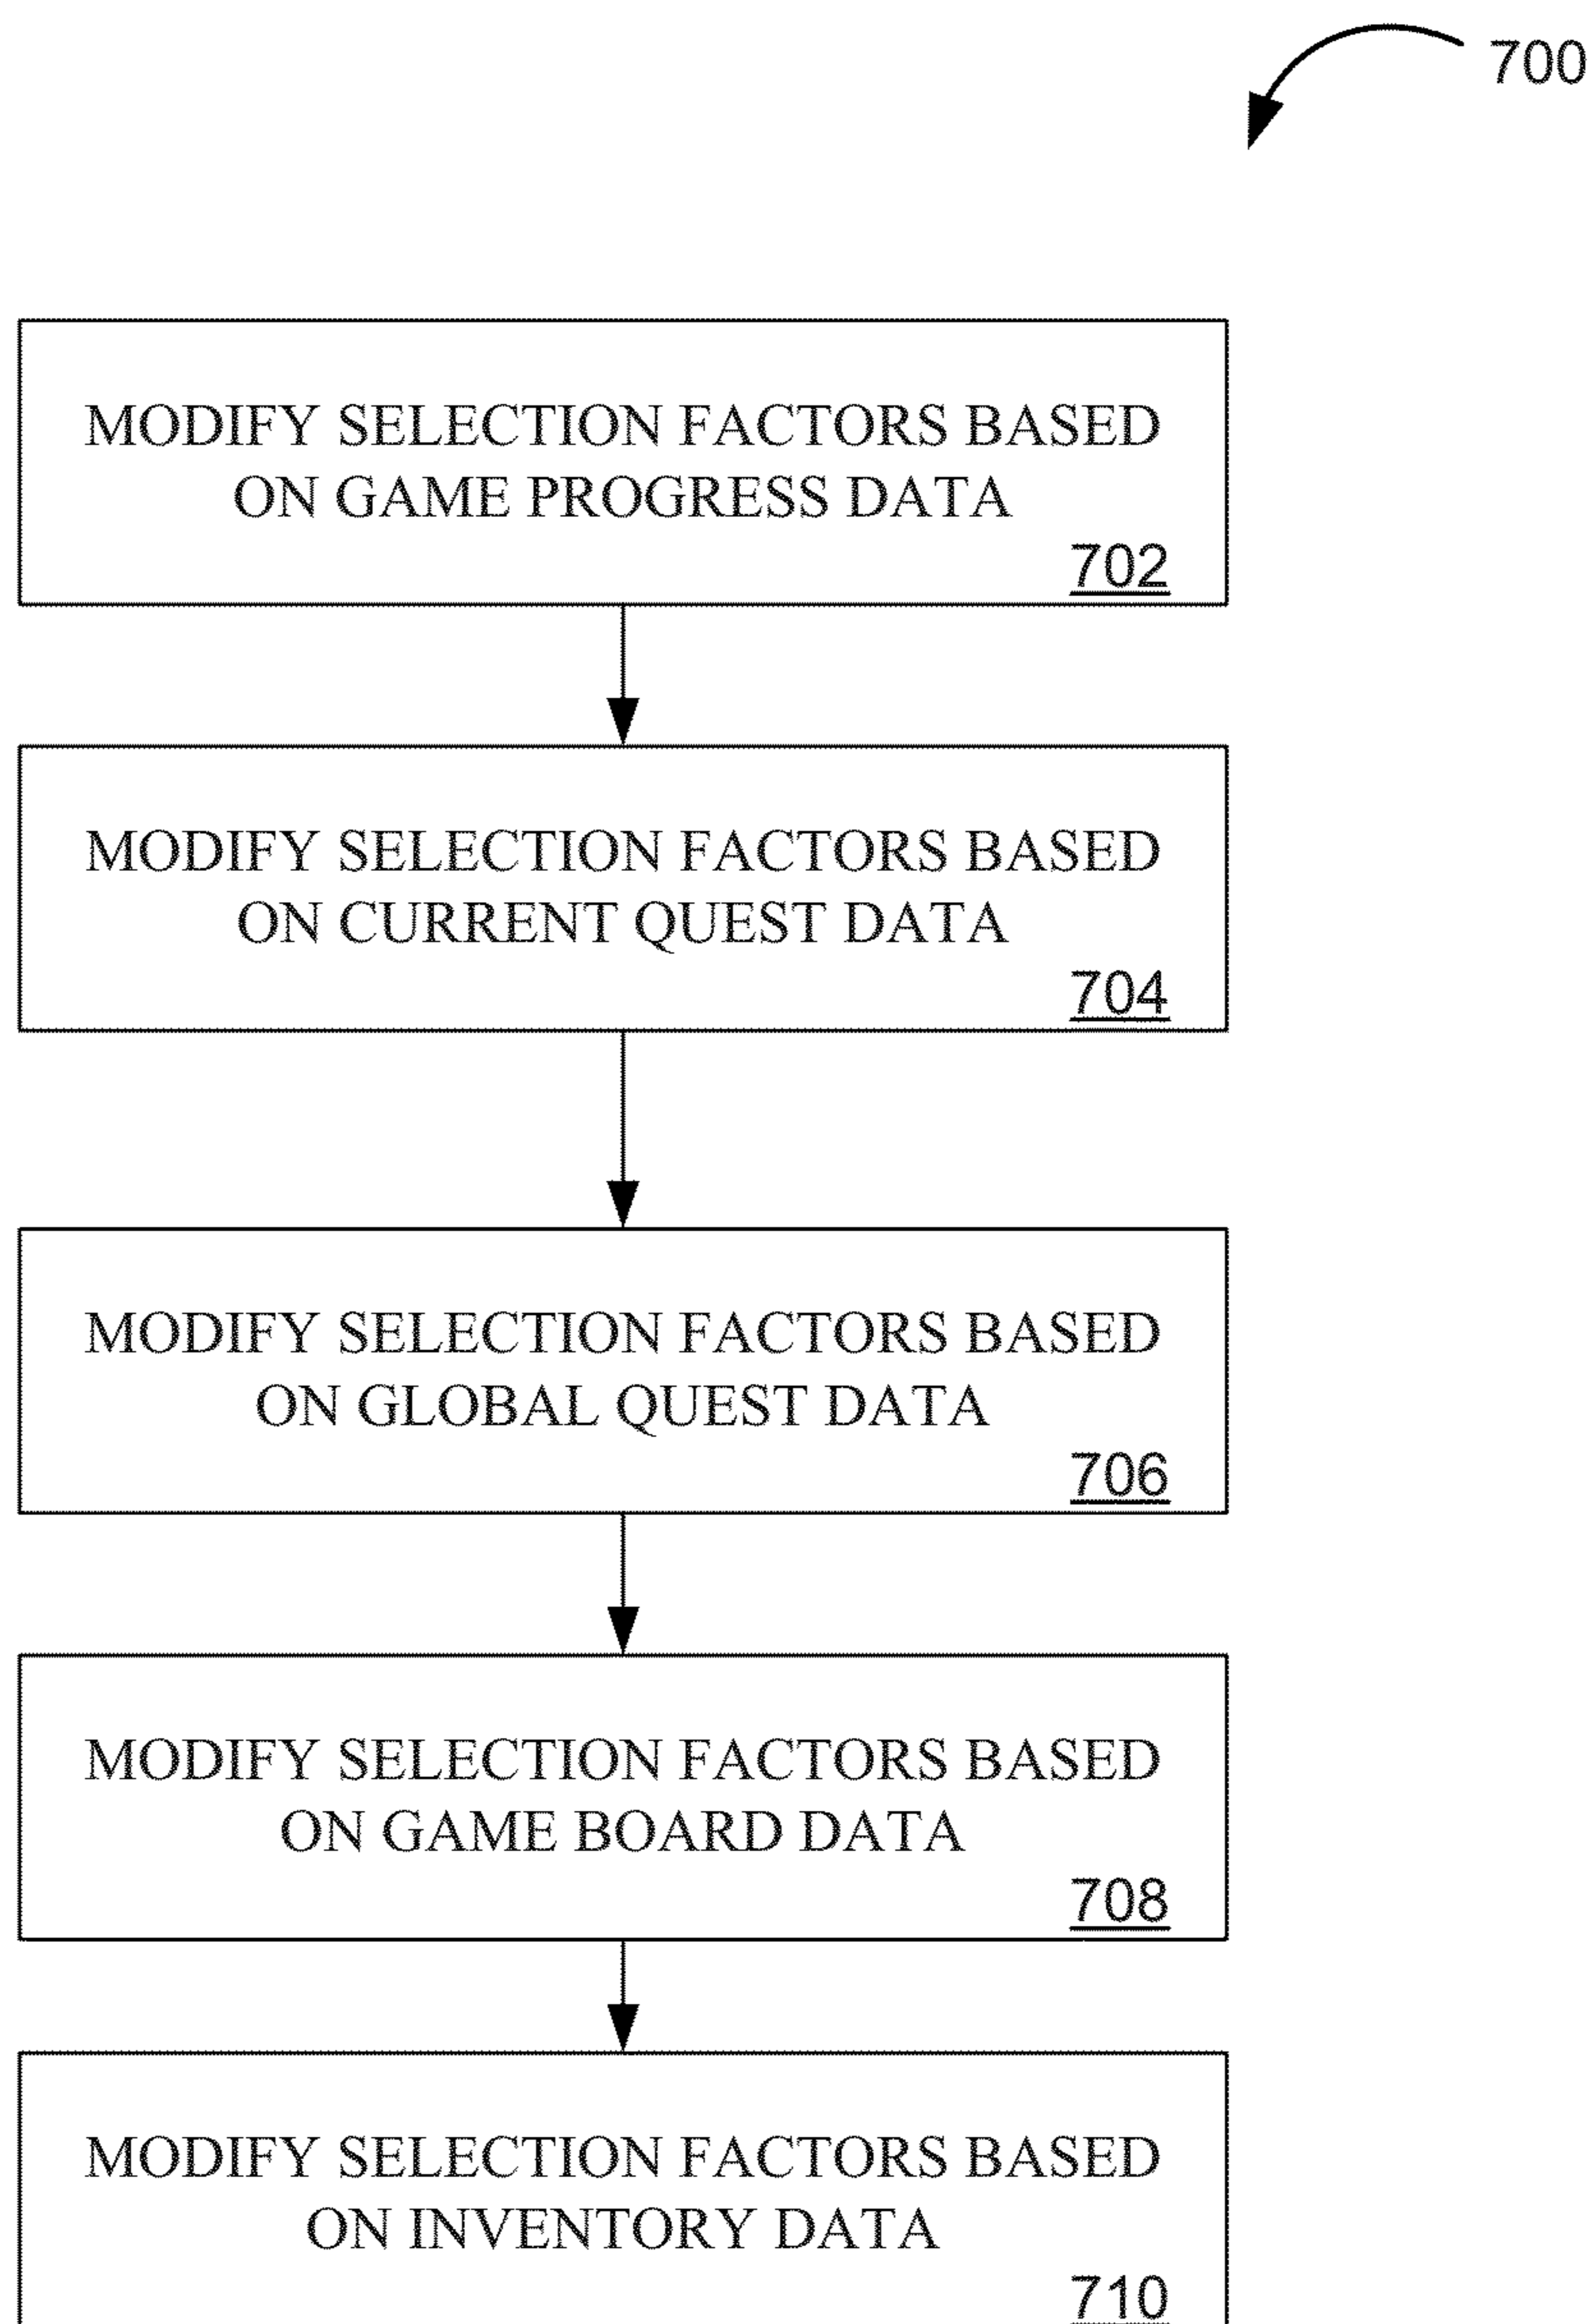 700
MODIFY SELECTION FACTORS BASED
ON GAME PROGRESS DATA
702
MODIFY SELECTION FACTORS BASED
ON CURRENT QUEST DATA
704
MODIFY SELECTION FACTORS BASED
ON GLOBAL QUEST DATA
706
MODIFY SELECTION FACTORS BASED
ON GAME BOARD DATA
708
MODIFY SELECTION FACTORS BASED
ON INVENTORY DATA
710